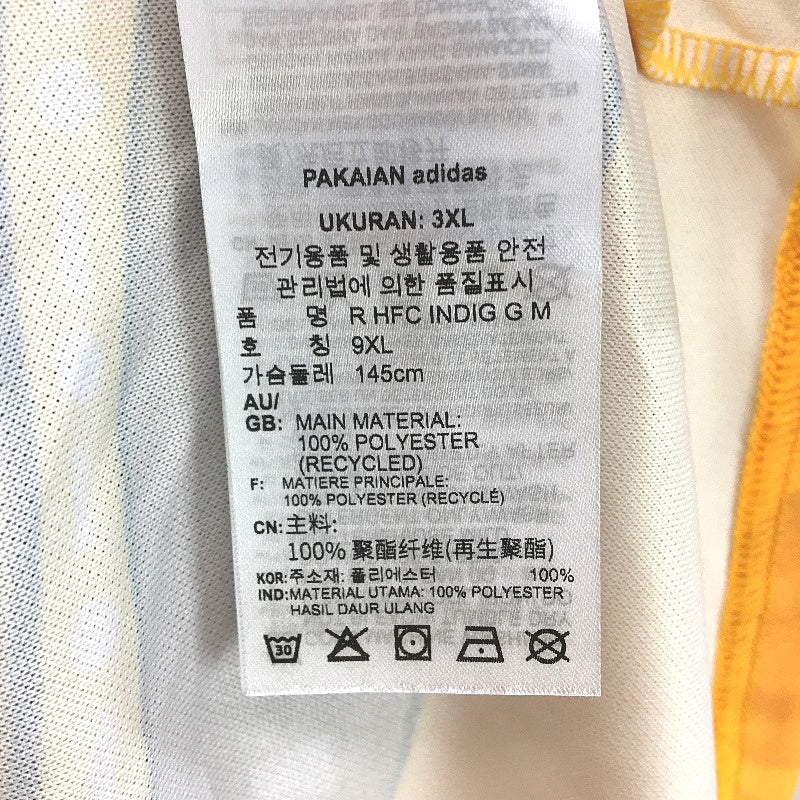 PAKAIAN adidas
UKURAN: 3XL
전기용품 및 생활용품 안전
관리법에 의한 품질표시
품 명 R HFC INDIG G M
호 칭 9XL
가슴둘레 145cm
AU/
GB: MAIN MATERIAL:
100% POLYESTER
(RECYCLED)
F: MATIERE PRINCIPALE:
100% POLYESTER (RECYCLÉ)
CN: 主料:
100% 聚酯纤维(再生聚酯)
KOR: 주소재: 폴리에스터 100%
IND: MATERIAL UTAMA: 100% POLYESTER
HASIL DAUR ULANG
30